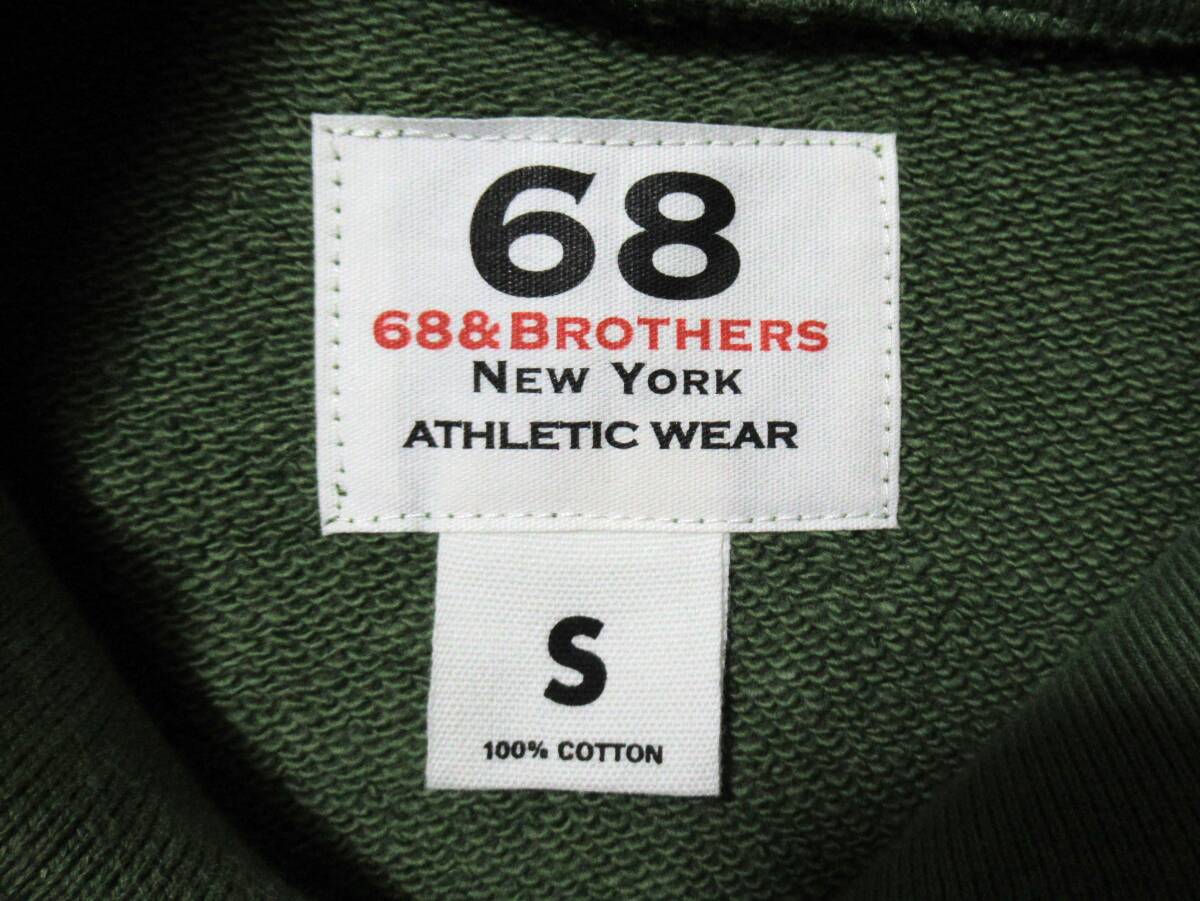 68
68&BROTHERS
NEW YORK
ATHLETIC WEAR
S
100% COTTON